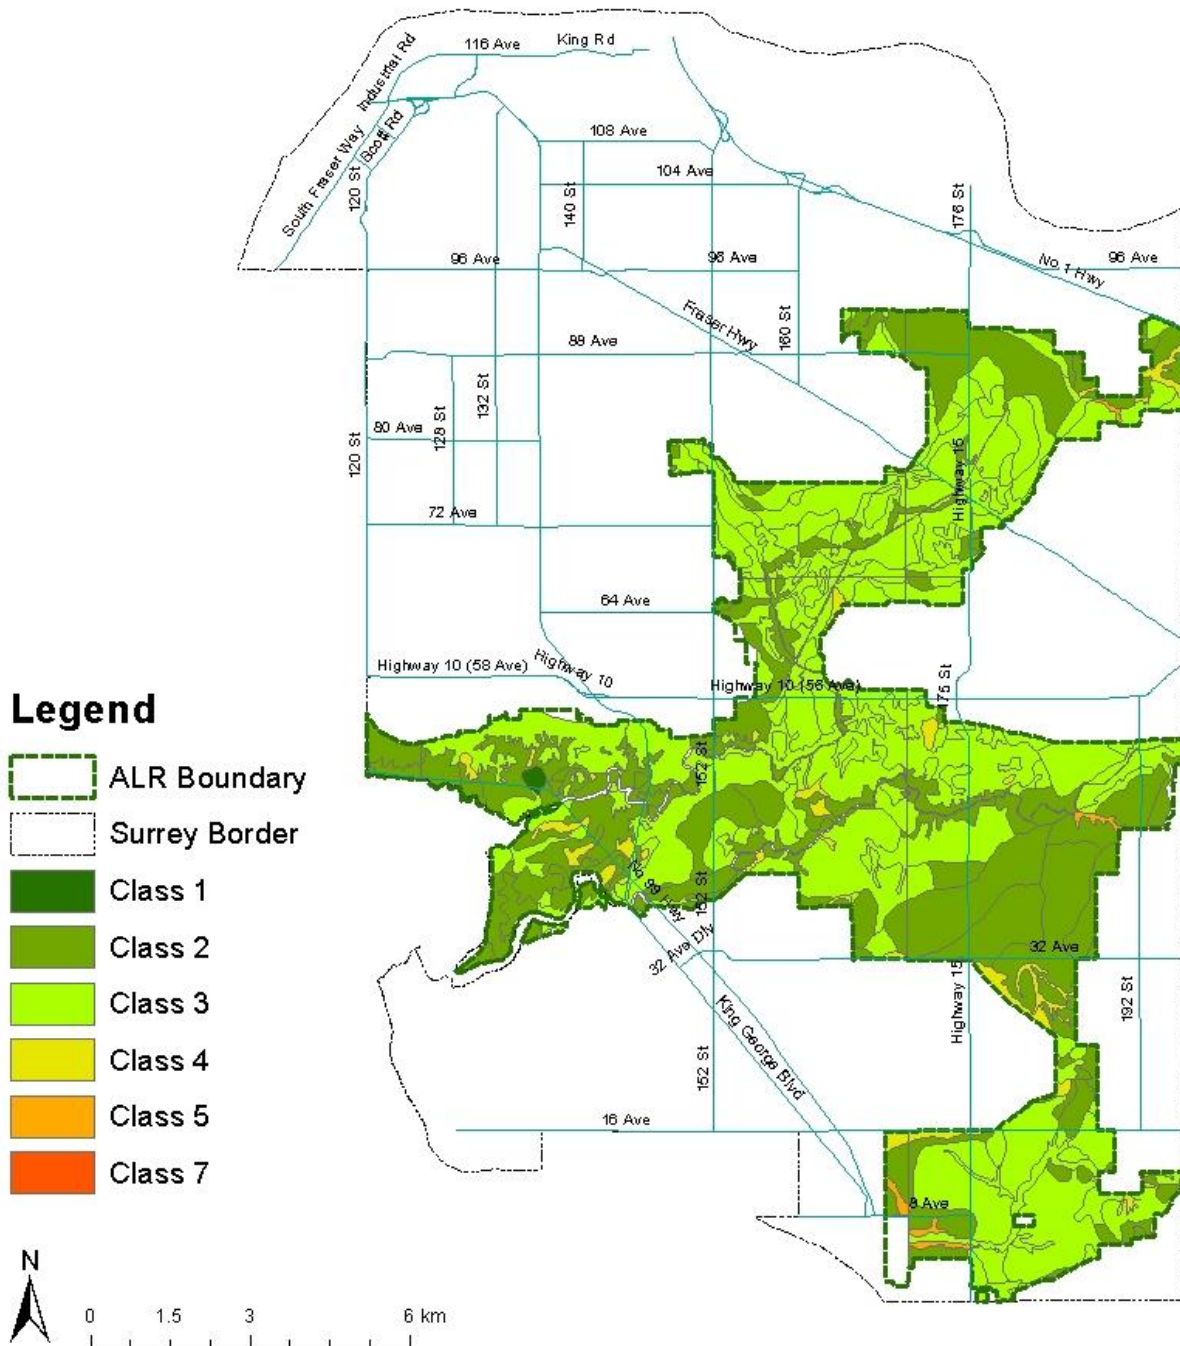 116 Ave
King Rd
Industrial Rd
South Fraser Way
Scott Rd
108 Ave
104 Ave
120 St
140 St
176 St
96 Ave
96 Ave
96 Ave
No 1 Hwy
Fraser Hwy
160 St
88 Ave
132 St
128 St
80 Ave
120 St
Highway 15
72 Ave
64 Ave
Highway 10 (58 Ave)
Highway 10
Highway 10 (56 Ave)
175 St
Legend
ALR Boundary
Surrey Border
Class 1
Class 2
Class 3
Class 4
Class 5
Class 7
152 St
No 99 Hwy
152 St
32 Ave Div
32 Ave
Highway 15
192 St
King George Blvd
152 St
16 Ave
8 Ave
N
0 1.5 3 6 km